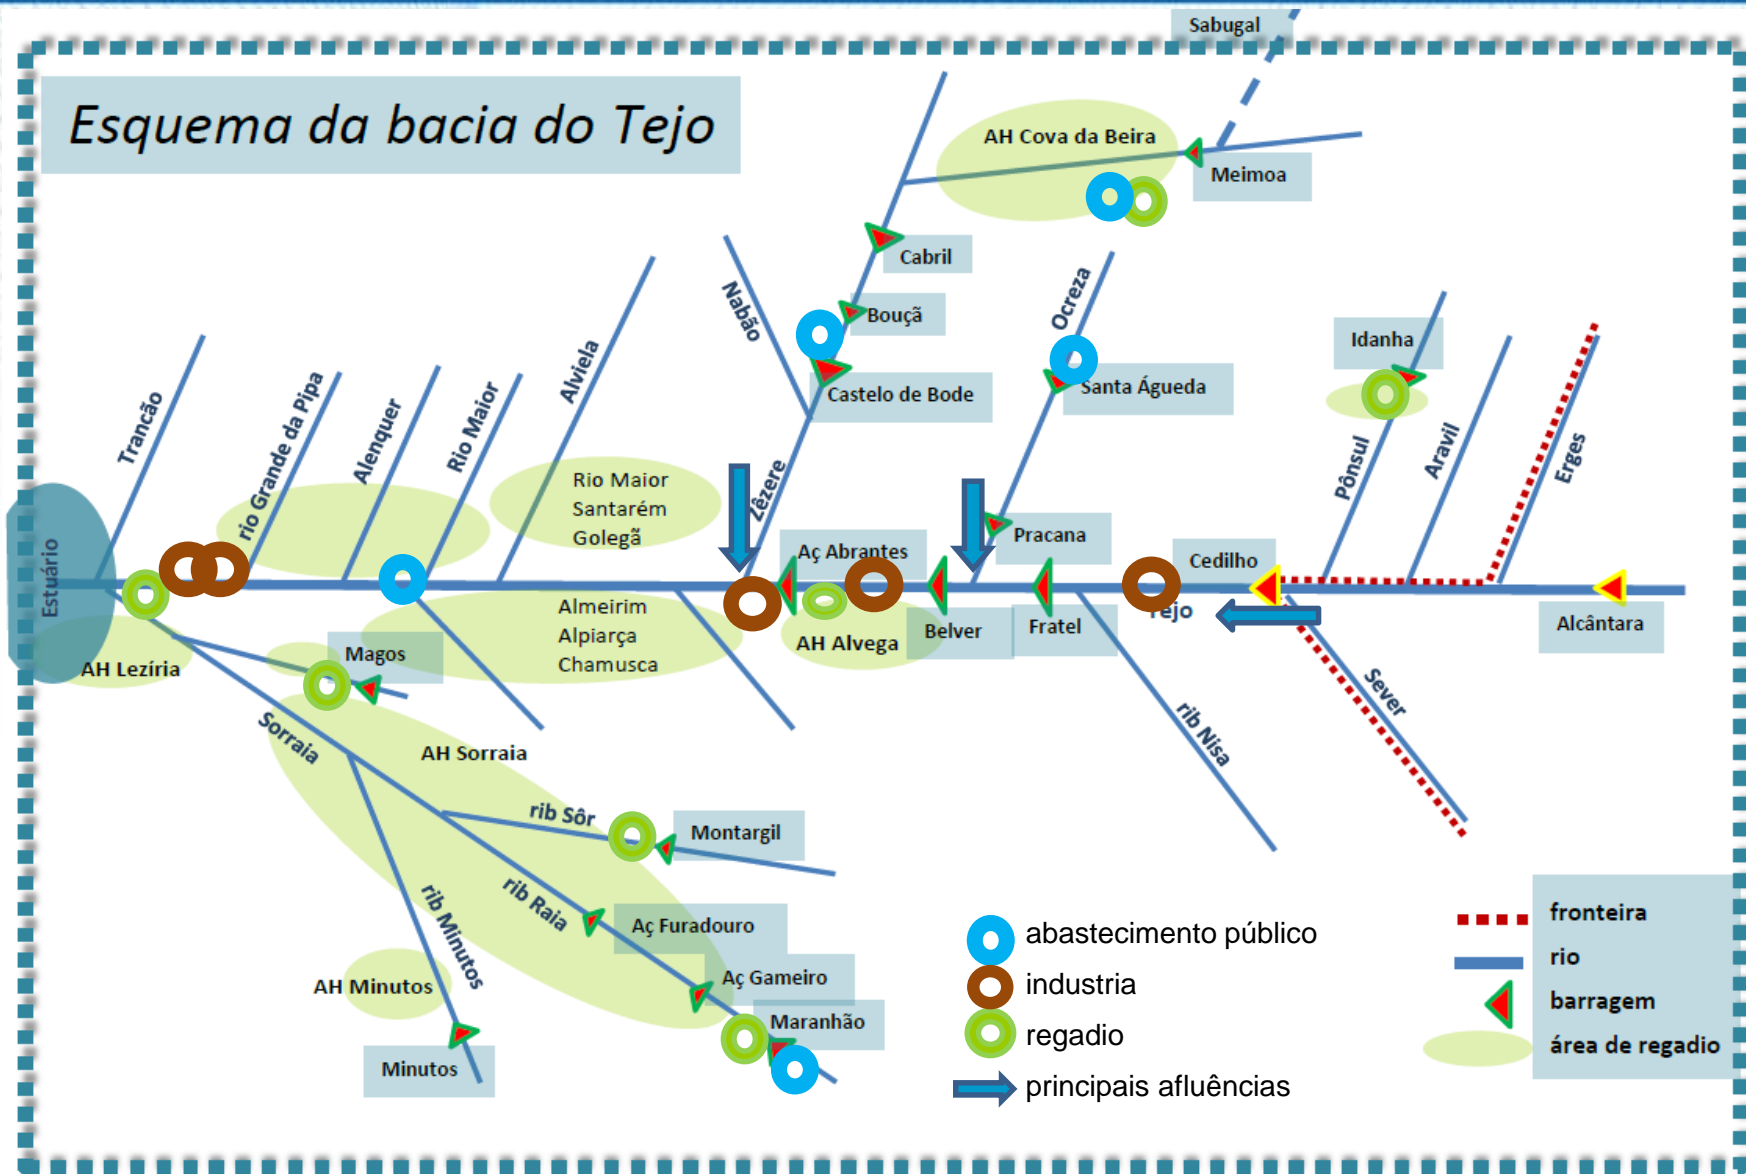 Sabugal
Esquema da bacia do Tejo
AH Cova da Beira
Meimoa
Cabril
Nabão
Bouçã
Ocreza
Idanha
Castelo de Bode
Santa Águeda
Trancão
rio Grande da Pipa
Alenquer
Rio Maior
Alviela
Zêzere
Pônsul
Aravil
Erges
Rio Maior
Santarém
Golegã
Estuário
Aç Abrantes
Pracana
Cedilho
Tejo
Alcântara
Almeirim
Alpiarça
Chamusca
AH Alvega
Belver
Fratel
AH Lezíria
Magos
Sever
rib Nisa
Sorraia
AH Sorraia
rib Sôr
Montargil
rib Raia
rib Minutos
Aç Furadouro
Aç Gameiro
AH Minutos
Maranhão
Minutos
abastecimento público
industria
regadio
principais afluências
fronteira
rio
barragem
área de regadio